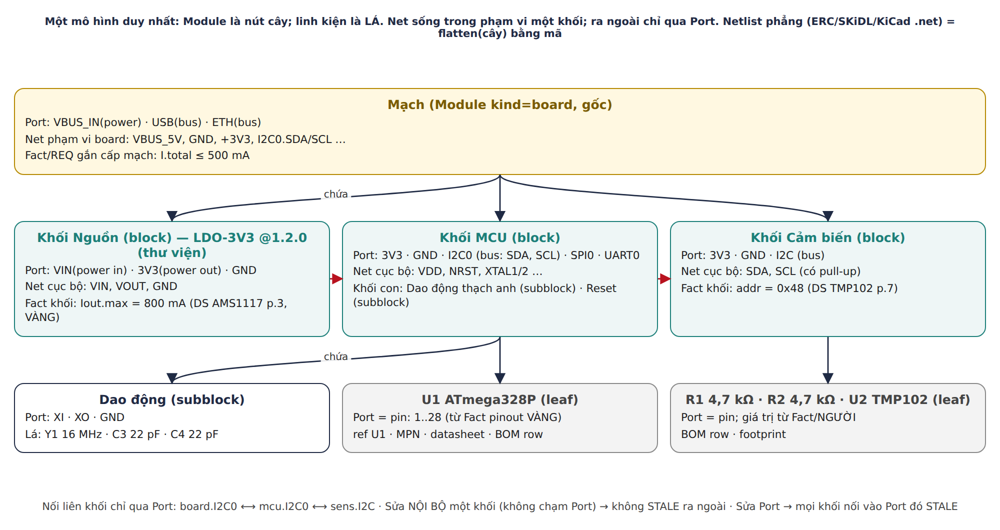 Một mô hình duy nhất: Module là nút cây; linh kiện là LÁ. Net sống trong phạm vi một khối; ra ngoài chỉ qua Port. Netlist phẳng (ERC/SKiDL/KiCad .net) =
flatten(cây) bằng mã
Mạch (Module kind=board, gốc)
Port: VBUS_IN(power) · USB(bus) · ETH(bus)
Net phạm vi board: VBUS_5V, GND, +3V3, I2C0.SDA/SCL …
Fact/REQ gắn cấp mạch: I.total ≤ 500 mA
chứa
Khối Nguồn (block) — LDO-3V3 @1.2.0
(thư viện)
Port: VIN(power in) · 3V3(power out) · GND
Net cục bộ: VIN, VOUT, GND
Fact khối: Iout.max = 800 mA (DS AMS1117 p.3,
VÀNG)
Khối MCU (block)
Port: 3V3 · GND · I2C0 (bus: SDA, SCL) · SPI0 · UART0
Net cục bộ: VDD, NRST, XTAL1/2 …
Khối con: Dao động thạch anh (subblock) · Reset
(subblock)
Khối Cảm biến (block)
Port: 3V3 · GND · I2C (bus)
Net cục bộ: SDA, SCL (có pull-up)
Fact khối: addr = 0x48 (DS TMP102 p.7)
chứa
Dao động (subblock)
Port: XI · XO · GND
Lá: Y1 16 MHz · C3 22 pF · C4 22 pF
U1 ATmega328P (leaf)
Port = pin: 1..28 (từ Fact pinout VÀNG)
ref U1 · MPN · datasheet · BOM row
R1 4,7 kΩ · R2 4,7 kΩ · U2 TMP102 (leaf)
Port = pin; giá trị từ Fact/NGƯỜI
BOM row · footprint
Nối liên khối chỉ qua Port: board.I2C0 ⟷ mcu.I2C0 ⟷ sens.I2C · Sửa NỘI BỘ một khối (không chạm Port) → không STALE ra ngoài · Sửa Port → mọi khối nối vào Port đó STALE